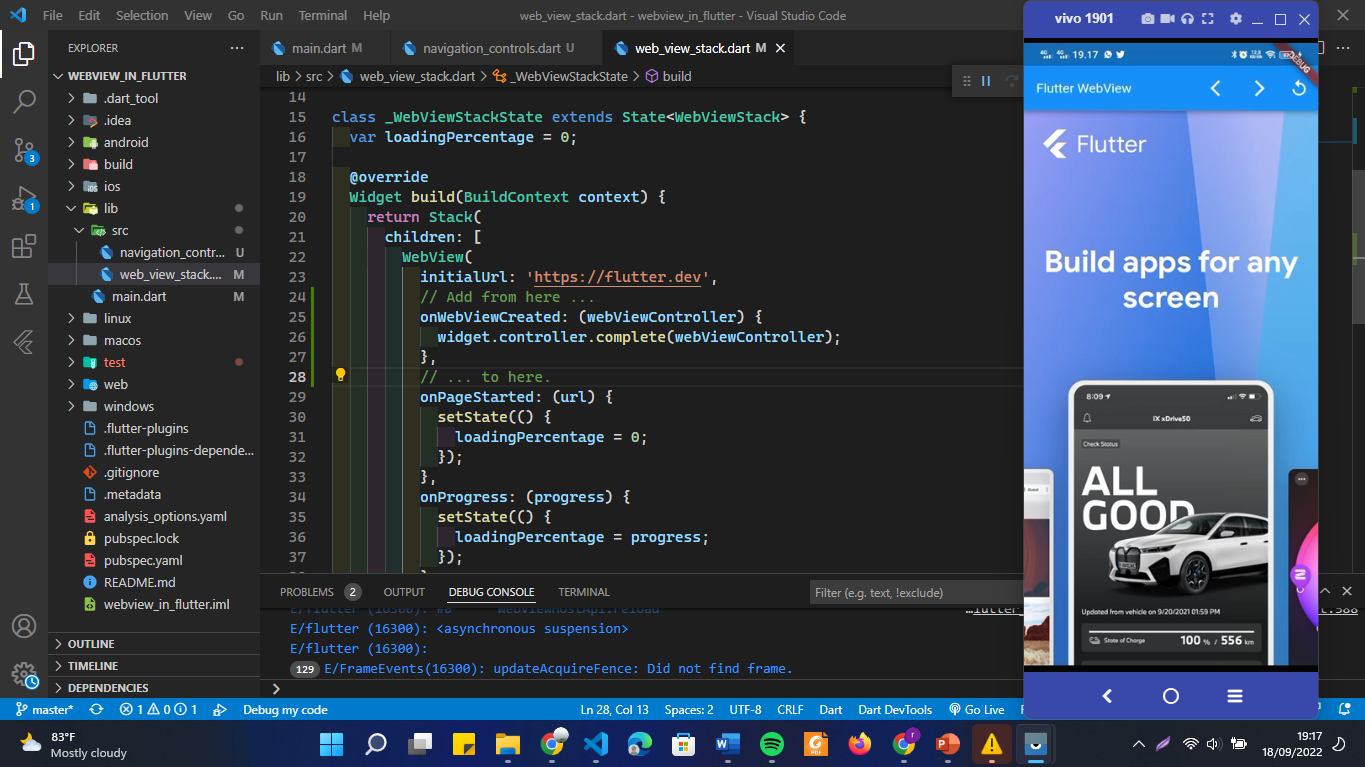 File Edit Selection View Go Run Terminal Help
web_view_stack.dart - webview_in_flutter - Visual Studio Code
EXPLORER
WEBVIEW_IN_FLUTTER
.dart_tool
.idea
android
build
ios
lib
src
navigation_contr... U
web_view_stack.... M
main.dart M
linux
macos
test
web
windows
.flutter-plugins
.flutter-plugins-depende...
.gitignore
.metadata
analysis_options.yaml
pubspec.lock
pubspec.yaml
README.md
webview_in_flutter.iml
OUTLINE
TIMELINE
DEPENDENCIES
3
1
main.dart M
navigation_controls.dart U
web_view_stack.dart M
lib > src > web_view_stack.dart > _WebViewStackState > build
14
15 class _WebViewStackState extends State<WebViewStack> {
16 var loadingPercentage = 0;
17
18 @override
19 Widget build(BuildContext context) {
20 return Stack(
21 children: [
22 WebView(
23 initialUrl: 'https://flutter.dev',
24 // Add from here ...
25 onWebViewCreated: (webViewController) {
26 widget.controller.complete(webViewController);
27 },
28 // ... to here.
29 onPageStarted: (url) {
30 setState(() {
31 loadingPercentage = 0;
32 });
33 },
34 onProgress: (progress) {
35 setState(() {
36 loadingPercentage = progress;
37 });
PROBLEMS 2 OUTPUT DEBUG CONSOLE TERMINAL
Filter (e.g. text, !exclude)
E/flutter (16300): #8 WebViewHostApi.reload
E/flutter (16300): <asynchronous suspension>
E/flutter (16300):
129 E/FrameEvents(16300): updateAcquireFence: Did not find frame.
vivo 1901
19.17
DEBUG
Flutter WebView
Flutter
Build apps for any
screen
8:09
iX xDrive50
Check Status
ALL
GOOD
Updated from vehicle on 9/20/2021 01:59 PM
State of Charge 100 % / 556 km
master* 1 0 1 Debug my code
Ln 28, Col 13 Spaces: 2 UTF-8 CRLF Dart Dart DevTools Go Live
83°F
Mostly cloudy
19:17
18/09/2022